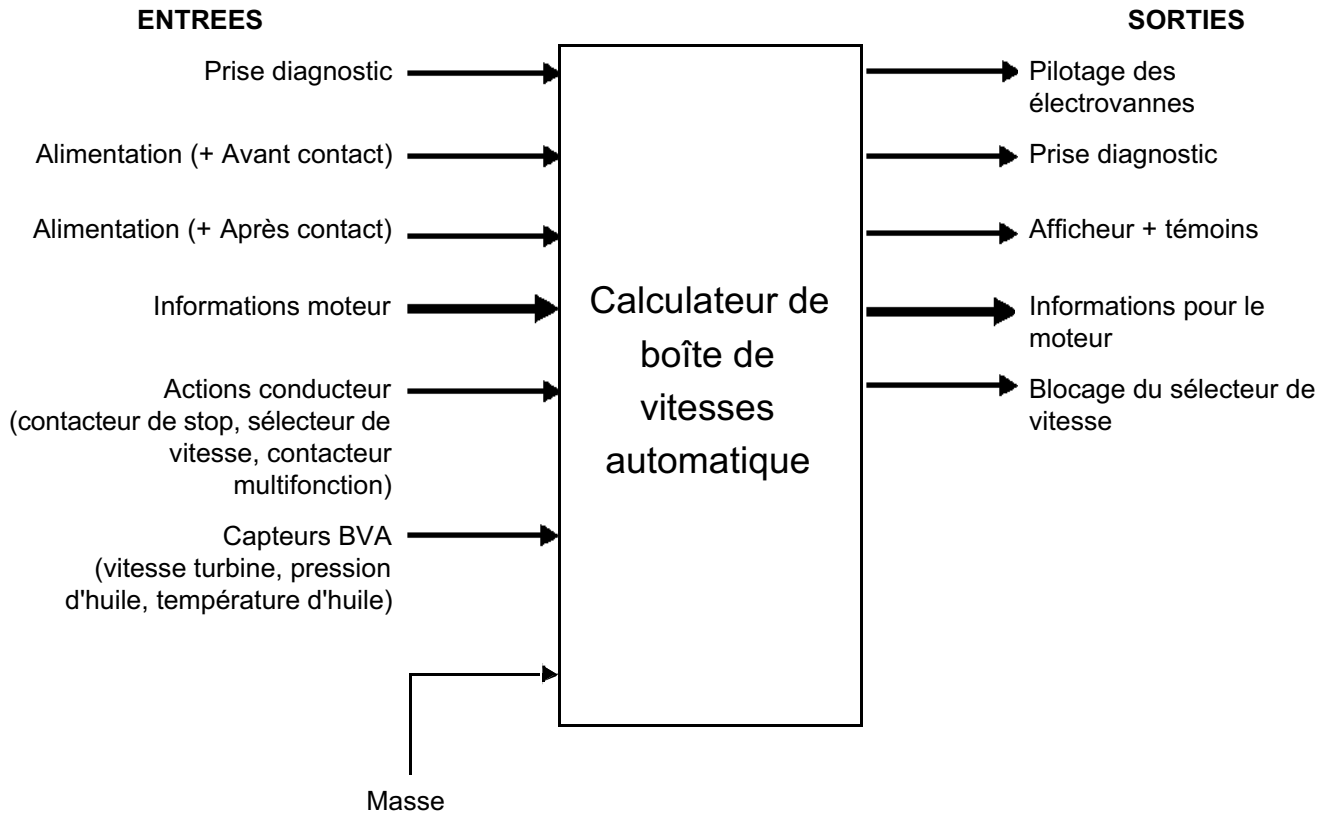 ENTREES
SORTIES
Prise diagnostic
Alimentation (+ Avant contact)
Alimentation (+ Après contact)
Informations moteur
Actions conducteur
(contacteur de stop, sélecteur de
vitesse, contacteur
multifonction)
Capteurs BVA
(vitesse turbine, pression
d'huile, température d'huile)
Masse
Calculateur de
boîte de
vitesses
automatique
Pilotage des
électrovannes
Prise diagnostic
Afficheur + témoins
Informations pour le
moteur
Blocage du sélecteur de
vitesse